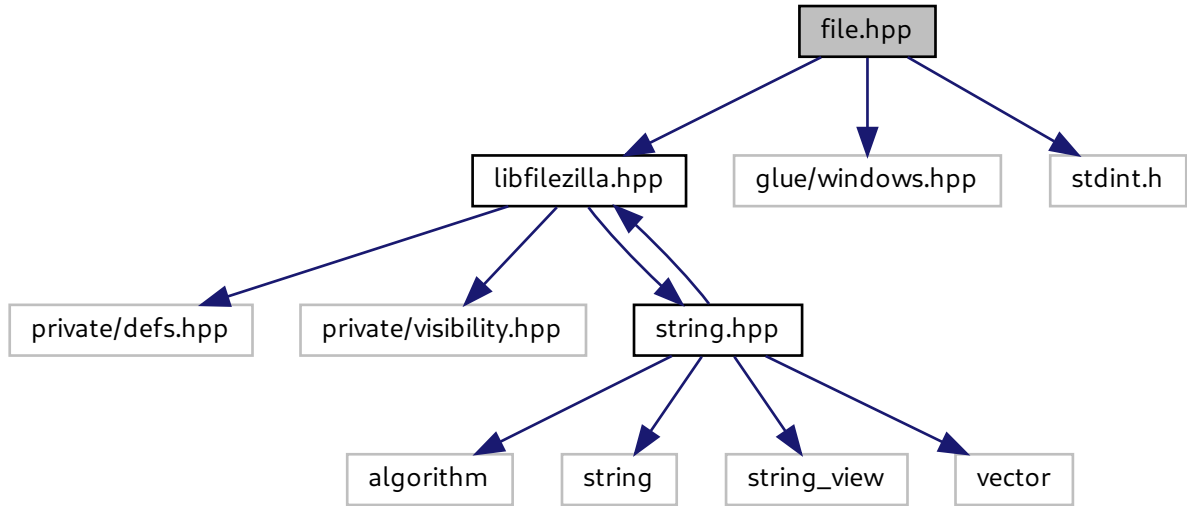 file.hpp
libfilezilla.hpp
glue/windows.hpp
stdint.h
private/defs.hpp
private/visibility.hpp
string.hpp
algorithm
string
string_view
vector